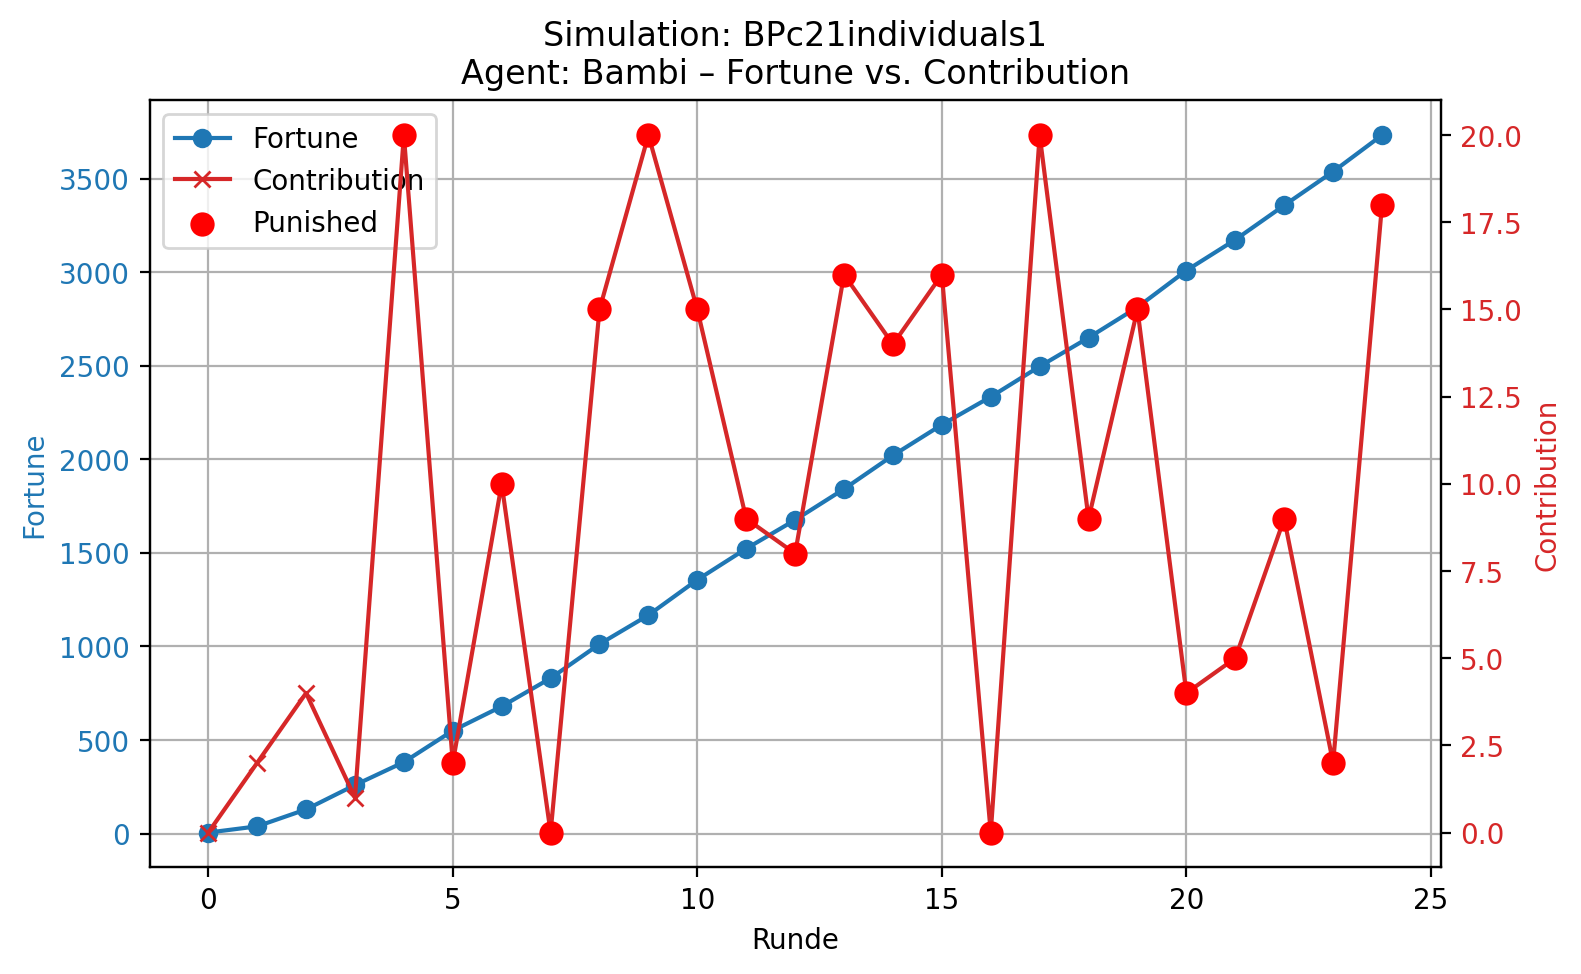 Simulation: BPc21individuals1
Agent: Bambi – Fortune vs. Contribution
Fortune
Contribution
Punished
3500
3000
2500
2000
1500
1000
500
0
Fortune
20.0
17.5
15.0
12.5
10.0
7.5
5.0
2.5
0.0
Contribution
0 5 10 15 20 25
Runde